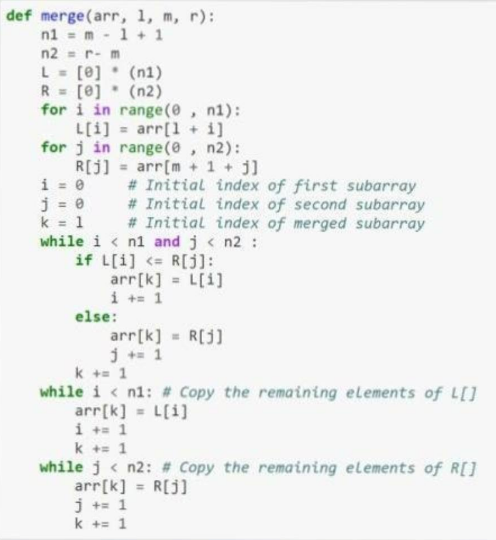 def merge(arr, l, m, r):
    n1 = m - l + 1
    n2 = r- m
    L = [0] * (n1)
    R = [0] * (n2)
    for i in range(0 , n1):
        L[i] = arr[l + i]
    for j in range(0 , n2):
        R[j] = arr[m + 1 + j]
    i = 0     # Initial index of first subarray
    j = 0     # Initial index of second subarray
    k = l     # Initial index of merged subarray
    while i < n1 and j < n2 :
        if L[i] <= R[j]:
            arr[k] = L[i]
            i += 1
        else:
            arr[k] = R[j]
            j += 1
        k += 1
    while i < n1: # Copy the remaining elements of L[]
        arr[k] = L[i]
        i += 1
        k += 1
    while j < n2: # Copy the remaining elements of R[]
        arr[k] = R[j]
        j += 1
        k += 1